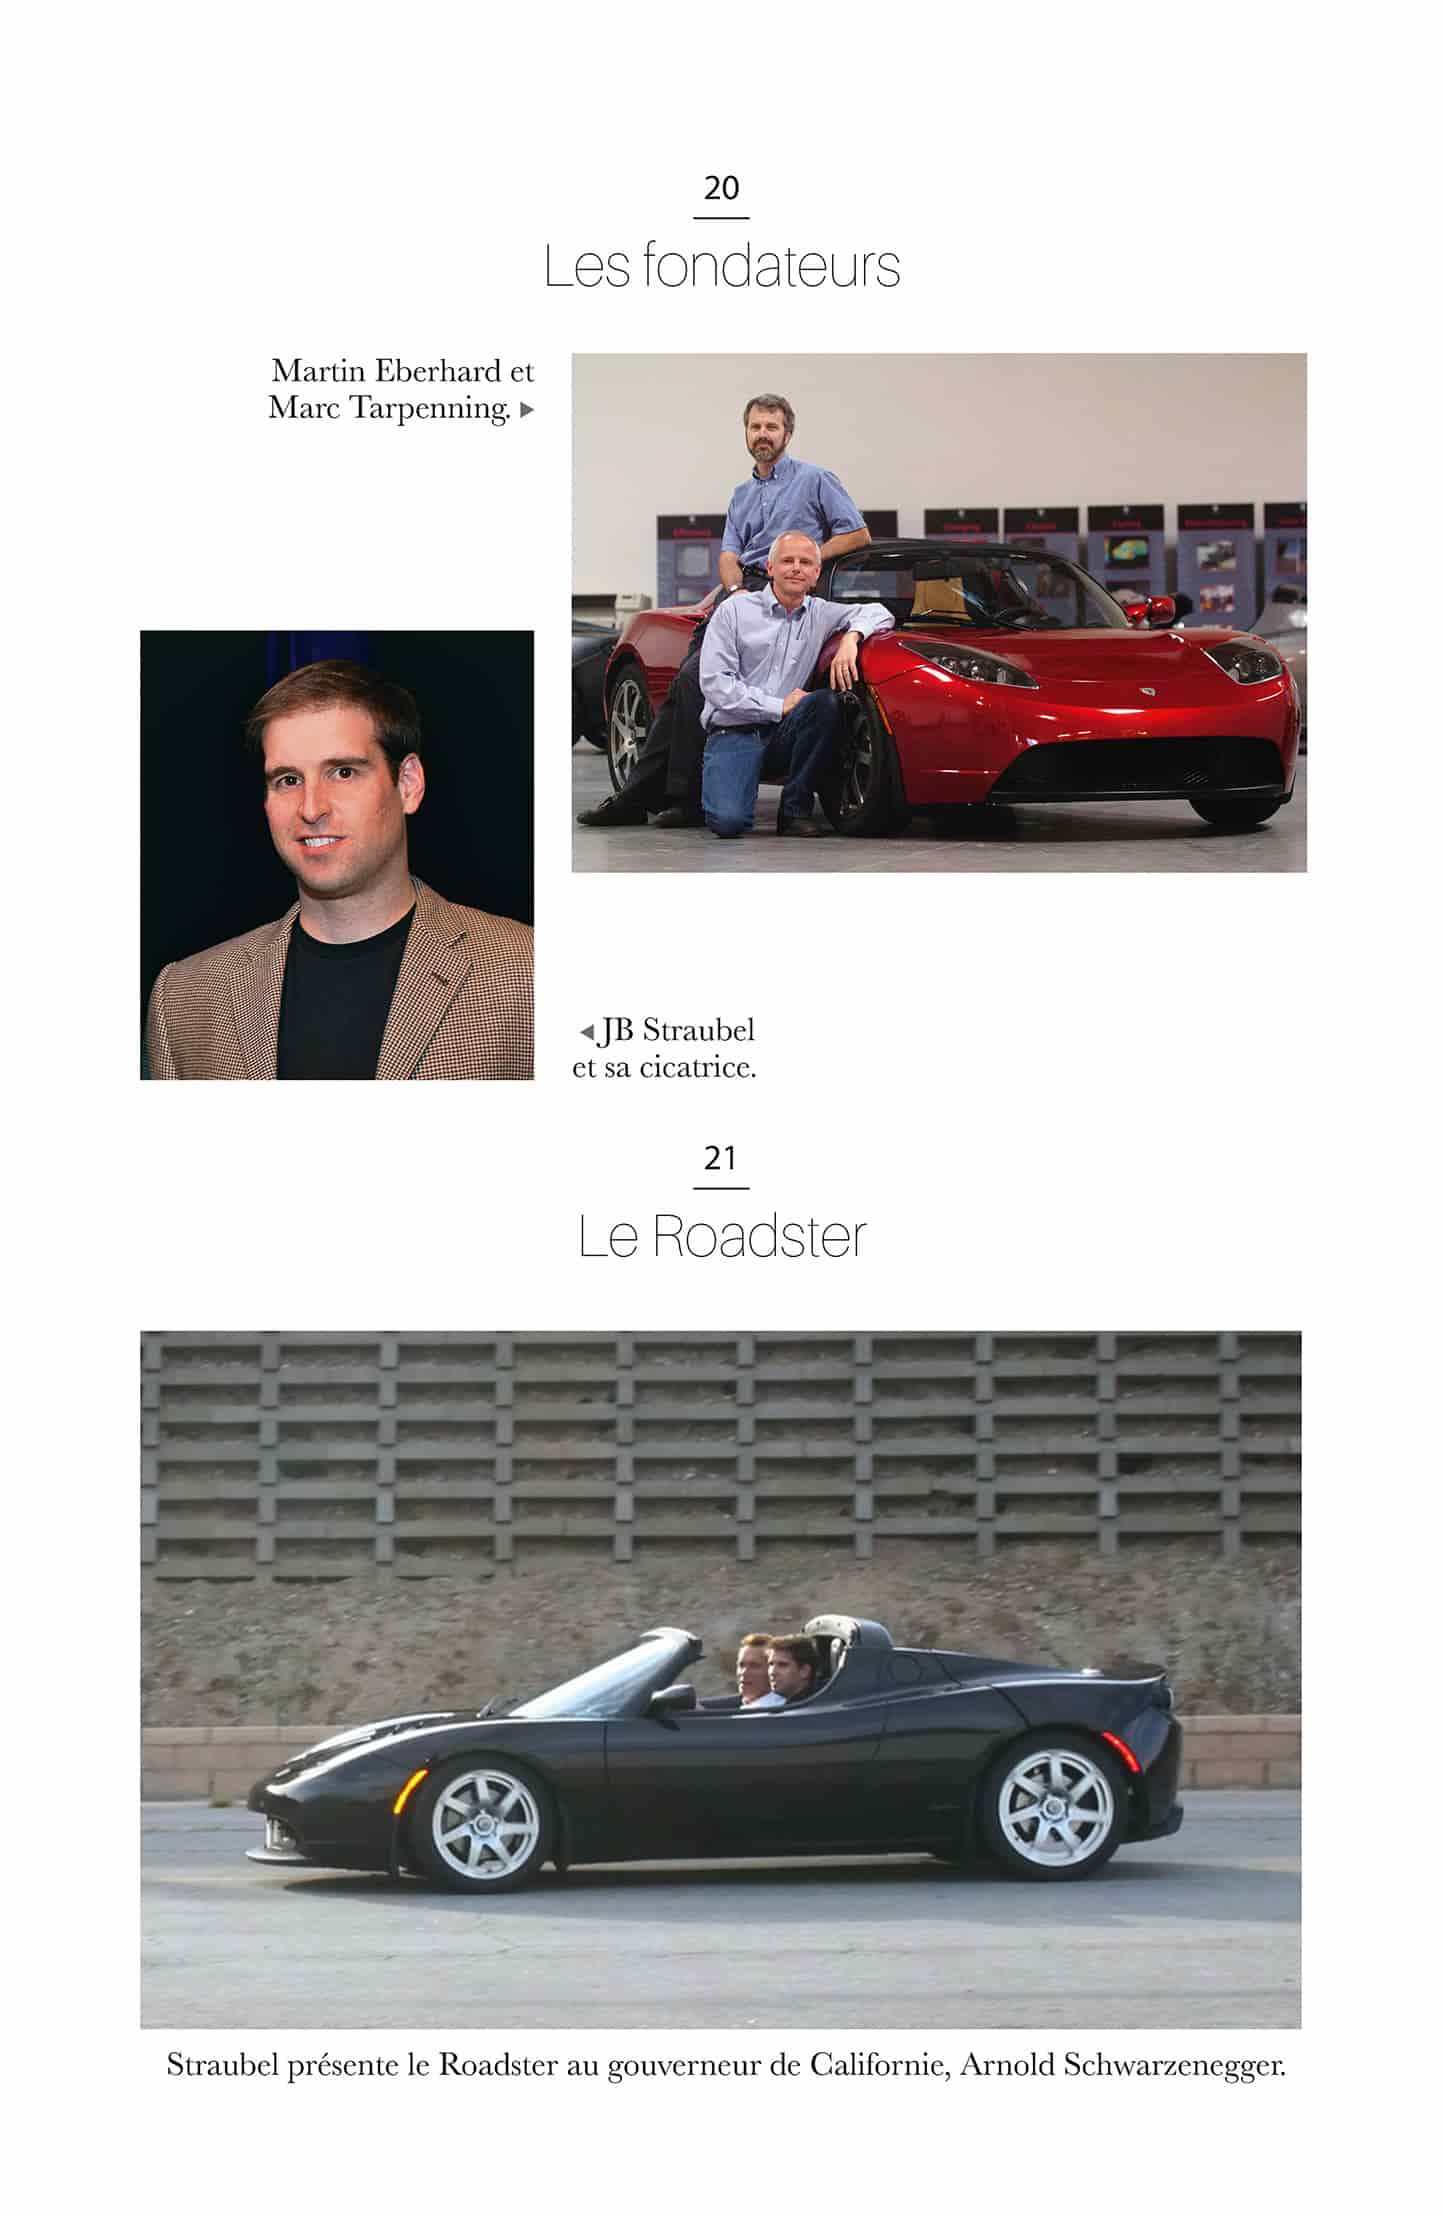 20
Les fondateurs
Martin Eberhard et
Marc Tarpenning. ▶
◀ JB Straubel
et sa cicatrice.
21
Le Roadster
Straubel présente le Roadster au gouverneur de Californie, Arnold Schwarzenegger.